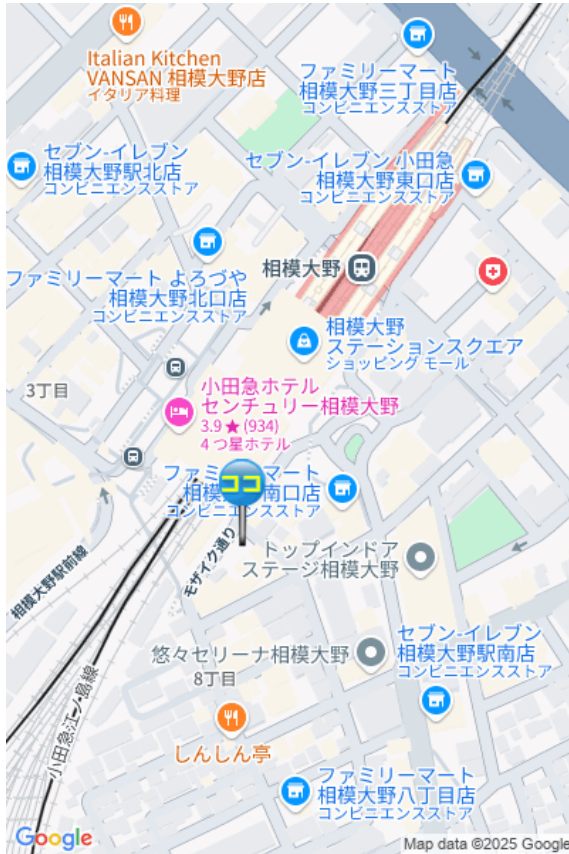 Italian Kitchen
VANSAN 相模大野店
イタリア料理
ファミリーマート
相模大野三丁目店
コンビニエンスストア
セブン-イレブン
相模大野駅北店
コンビニエンスストア
セブン-イレブン 小田急
相模大野東口店
コンビニエンスストア
ファミリーマート よろづや
相模大野北口店
コンビニエンスストア
相模大野
相模大野
ステーションスクエア
ショッピング モール
3丁目
小田急ホテル
センチュリー相模大野
3.9★(934)
4 つ星ホテル
ファミ マート
相模 南口店
コンビニエンスストア
ココ
モザイク通り
トップインドア
ステージ相模大野
相模大野駅前線
小田急江ノ島線
悠々セリーナ相模大野
8丁目
セブン-イレブン
相模大野駅南店
コンビニエンスストア
しんしん亭
ファミリーマート
相模大野八丁目店
コンビニエンスストア
Google
Map data ©2025 Google